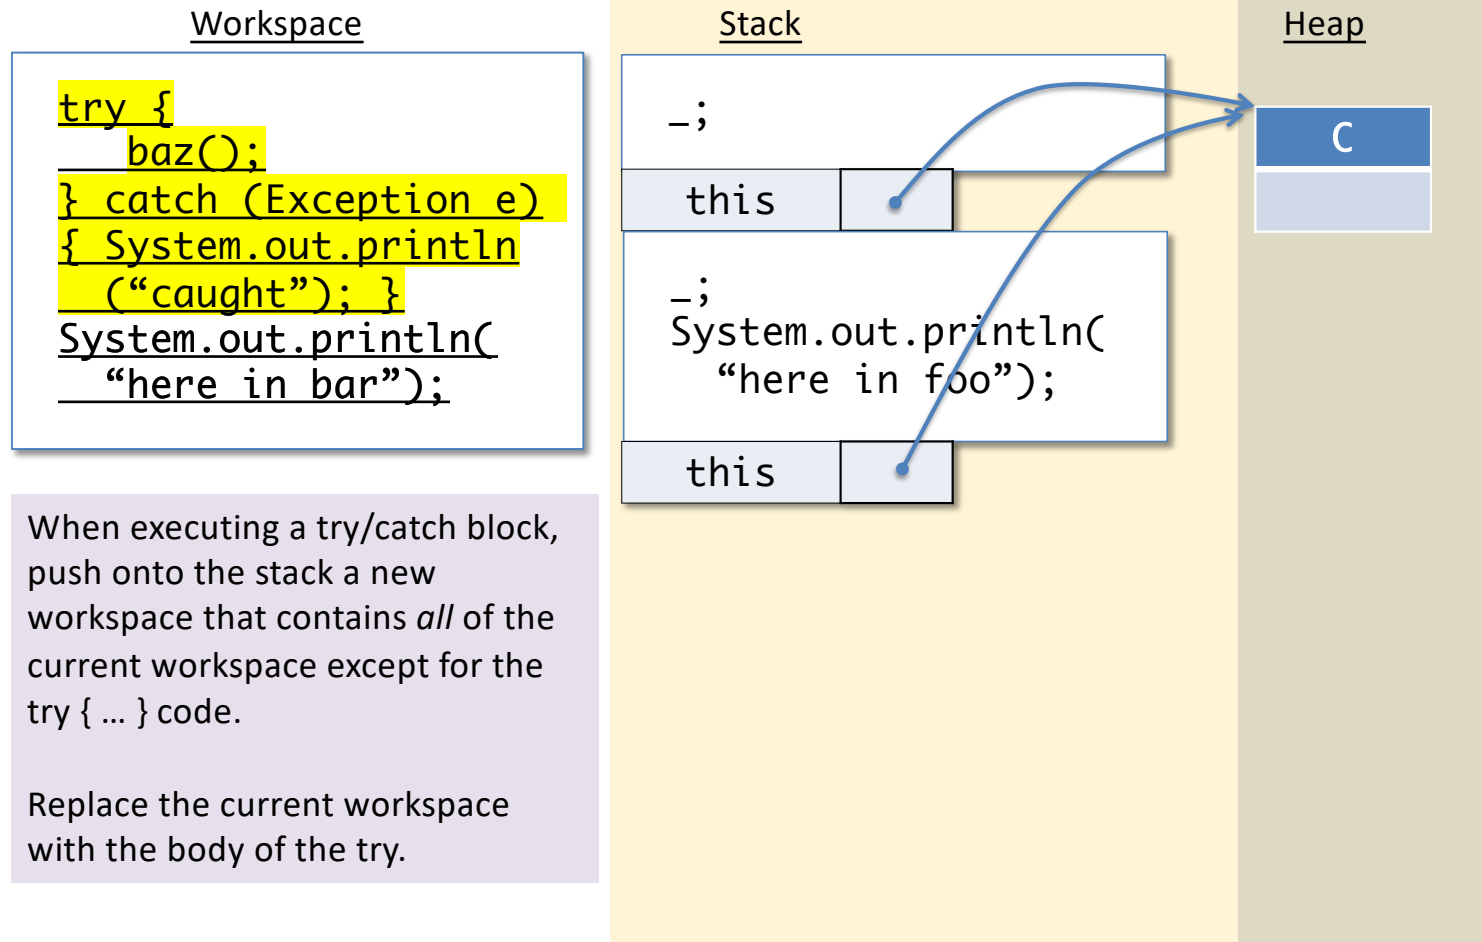 Workspace
try {
baz();
} catch (Exception e)
{ System.out.println
(“caught”); }
System.out.println(
“here in bar”);
When executing a try/catch block,
push onto the stack a new
workspace that contains all of the
current workspace except for the
try { … } code.
Replace the current workspace
with the body of the try.
Stack
_;
this
_;
System.out.println(
“here in foo”);
this
Heap
C